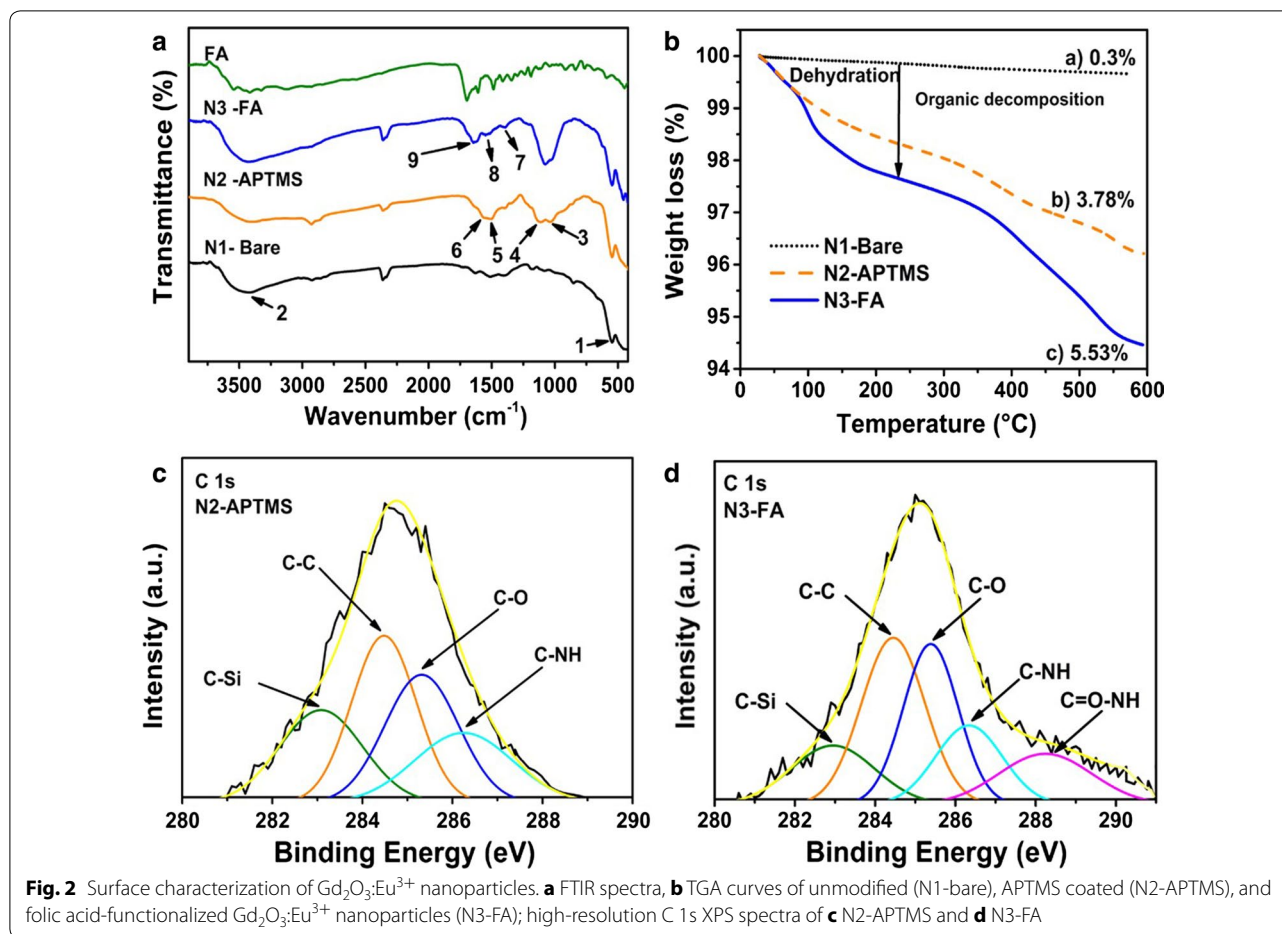 a
FA
N3 -FA
N2 -APTMS
N1- Bare
9
8
7
6
5
4
3
2
1
Transmittance (%)
3500 3000 2500 2000 1500 1000 500
Wavenumber (cm⁻¹)
b
100
99
98
97
96
95
94
Weight loss (%)
a) 0.3%
Dehydration
Organic decomposition
b) 3.78%
N1-Bare
N2-APTMS
N3-FA
c) 5.53%
0 100 200 300 400 500 600
Temperature (°C)
c
C 1s
N2-APTMS
C-C
C-O
C-NH
C-Si
Intensity (a.u.)
280 282 284 286 288 290
Binding Energy (eV)
d
C 1s
N3-FA
C-C
C-O
C-NH
C-Si
C=O-NH
Intensity (a.u.)
280 282 284 286 288 290
Binding Energy (eV)
Fig. 2 Surface characterization of Gd₂O₃:Eu³⁺ nanoparticles. a FTIR spectra, b TGA curves of unmodified (N1-bare), APTMS coated (N2-APTMS), and
folic acid-functionalized Gd₂O₃:Eu³⁺ nanoparticles (N3-FA); high-resolution C 1s XPS spectra of c N2-APTMS and d N3-FA